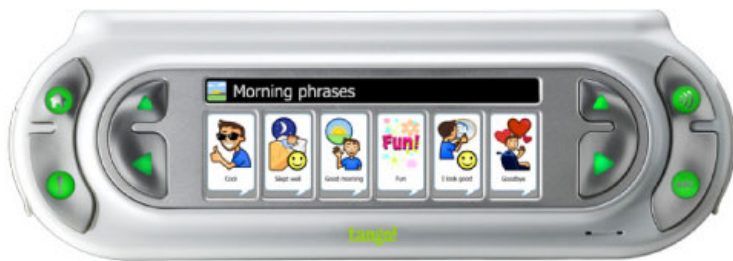 Morning phrases
Fun!
Cool
Slept well
Good morning
Fun
I look good
Goodbye
tango!